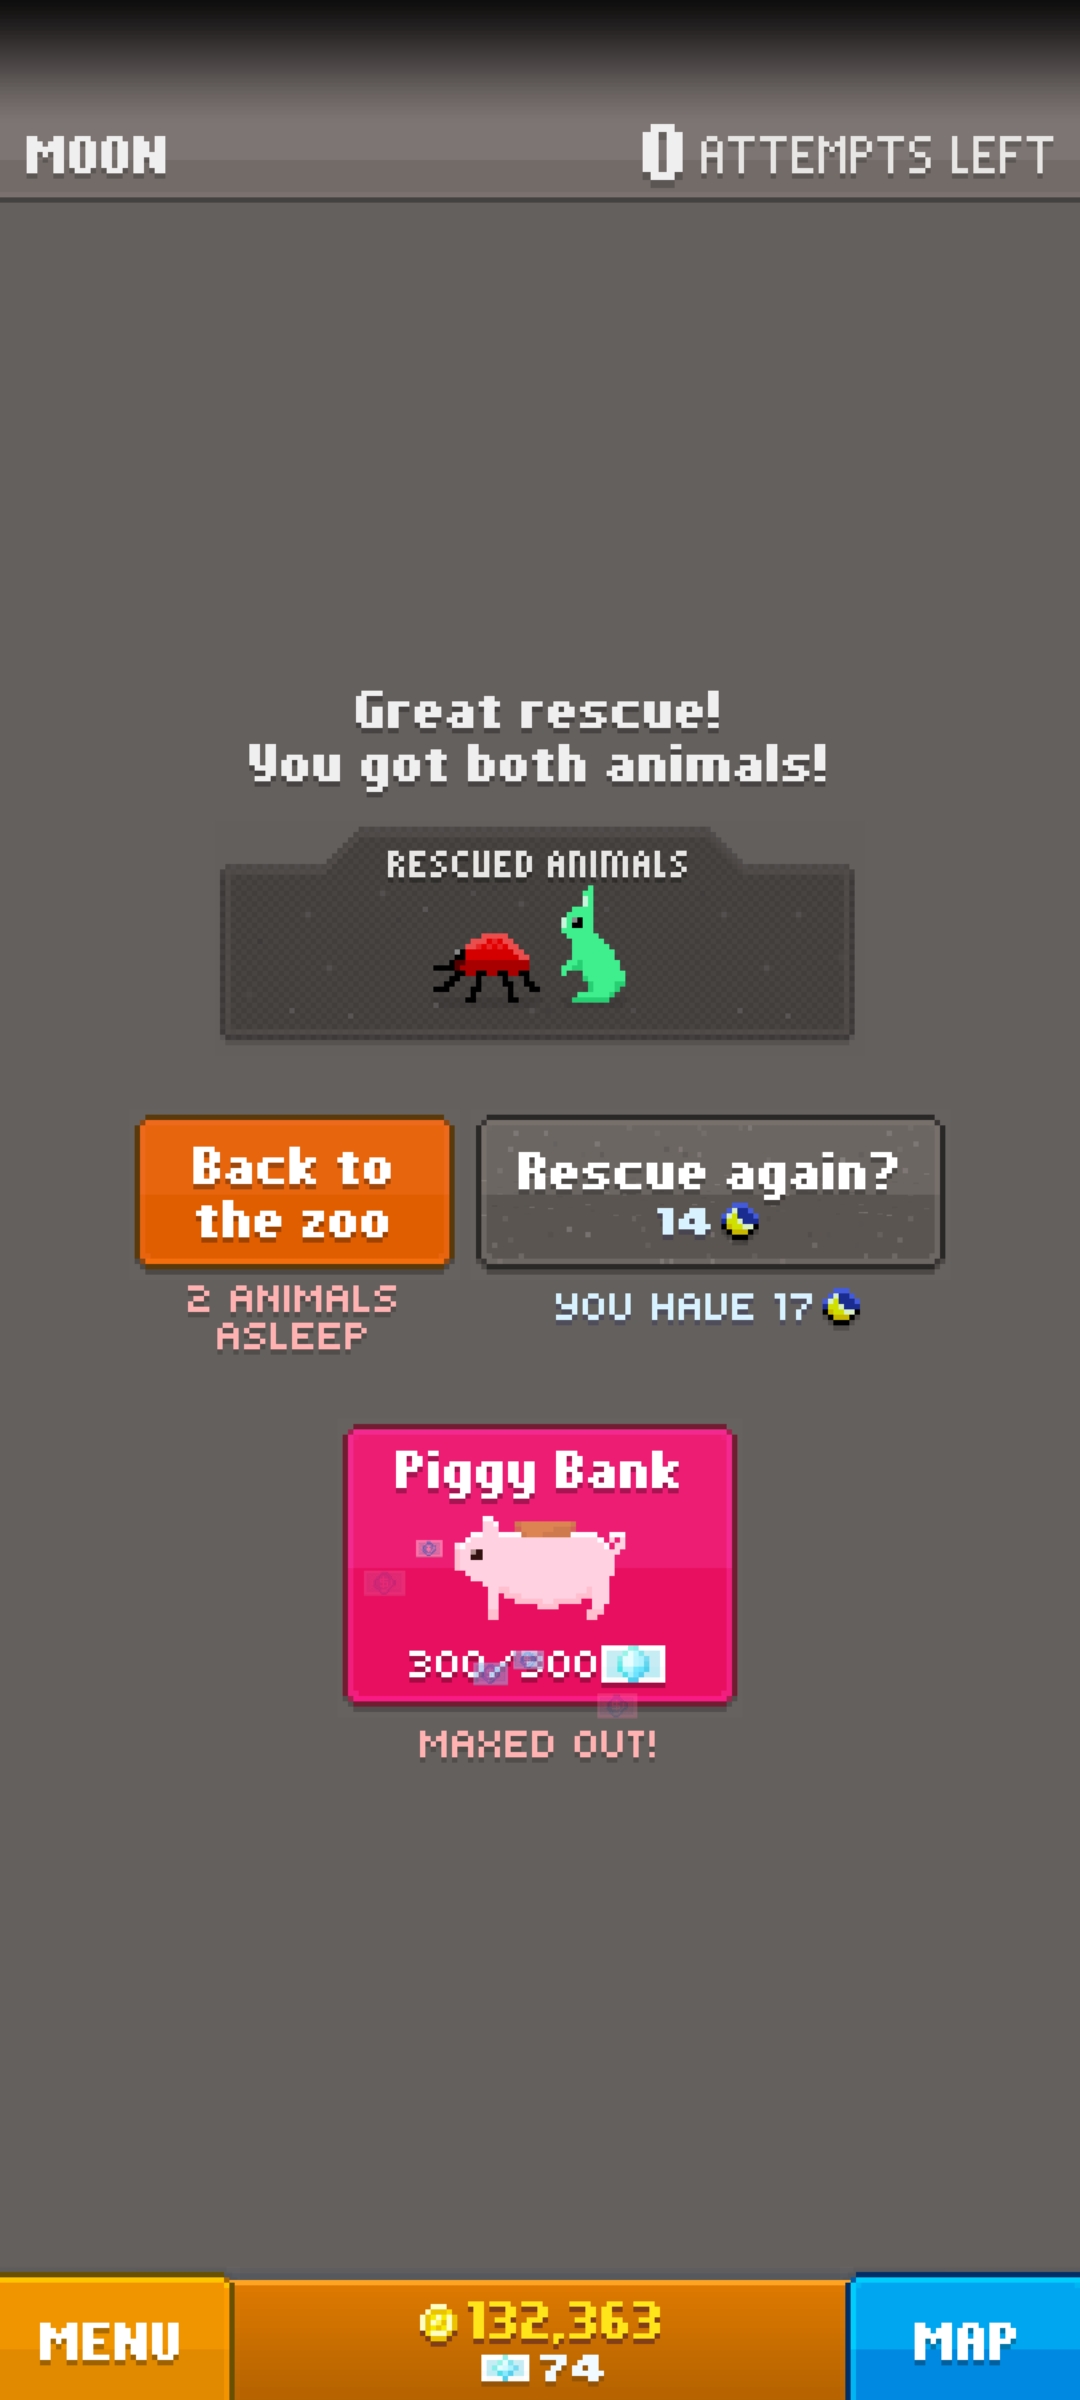 MOON
0 ATTEMPTS LEFT
Great rescue!
You got both animals!
RESCUED ANIMALS
Back to
the zoo
Rescue again?
14
2 ANIMALS
ASLEEP
YOU HAVE 17
Piggy Bank
300/300
MAXED OUT!
MENU
132,363
74
MAP